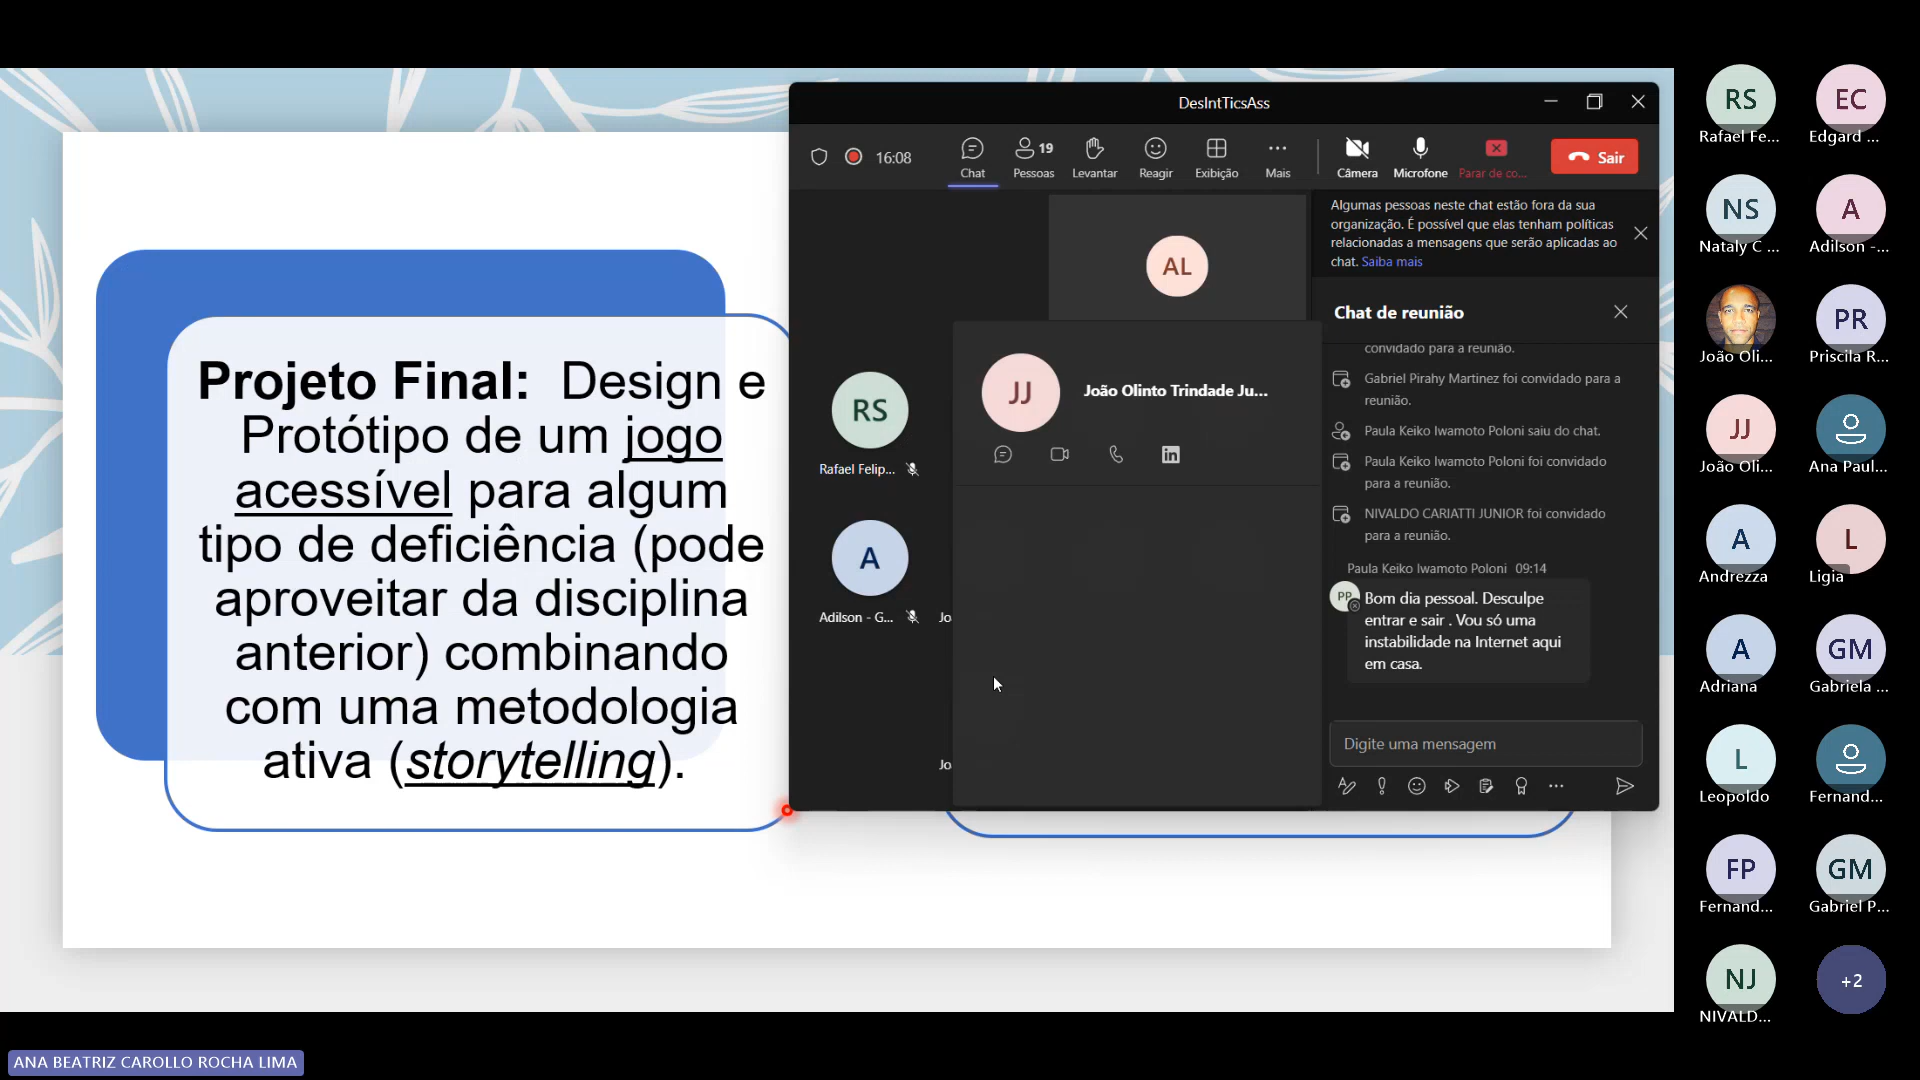 Projeto Final: Design e
Protótipo de um jogo
acessível para algum
tipo de deficiência (pode
aproveitar da disciplina
anterior) combinando
com uma metodologia
ativa (storytelling).
DesIntTicsAss
16:08
Chat
19
Pessoas
Levantar
Reagir
Exibição
Mais
Câmera
Microfone
Parar de co...
Sair
AL
RS
Rafael Felip...
A
Adilson - G...
Jo
Jo
JJ
João Olinto Trindade Ju...
Algumas pessoas neste chat estão fora da sua
organização. É possível que elas tenham políticas
relacionadas a mensagens que serão aplicadas ao
chat. Saiba mais
Chat de reunião
convidado para a reunião.
Gabriel Pirahy Martinez foi convidado para a
reunião.
Paula Keiko Iwamoto Poloni saiu do chat.
Paula Keiko Iwamoto Poloni foi convidado
para a reunião.
NIVALDO CARIATTI JUNIOR foi convidado
para a reunião.
Paula Keiko Iwamoto Poloni 09:14
PP
Bom dia pessoal. Desculpe
entrar e sair . Vou só uma
instabilidade na Internet aqui
em casa.
Digite uma mensagem
RS
Rafael Fe...
EC
Edgard ...
NS
Nataly C ...
A
Adilson -...
João Oli...
PR
Priscila R...
JJ
João Oli...
Ana Paul...
A
Andrezza
L
Ligia
A
Adriana
GM
Gabriela ...
L
Leopoldo
Fernand...
FP
Fernand...
GM
Gabriel P...
NJ
NIVALD...
+2
ANA BEATRIZ CAROLLO ROCHA LIMA